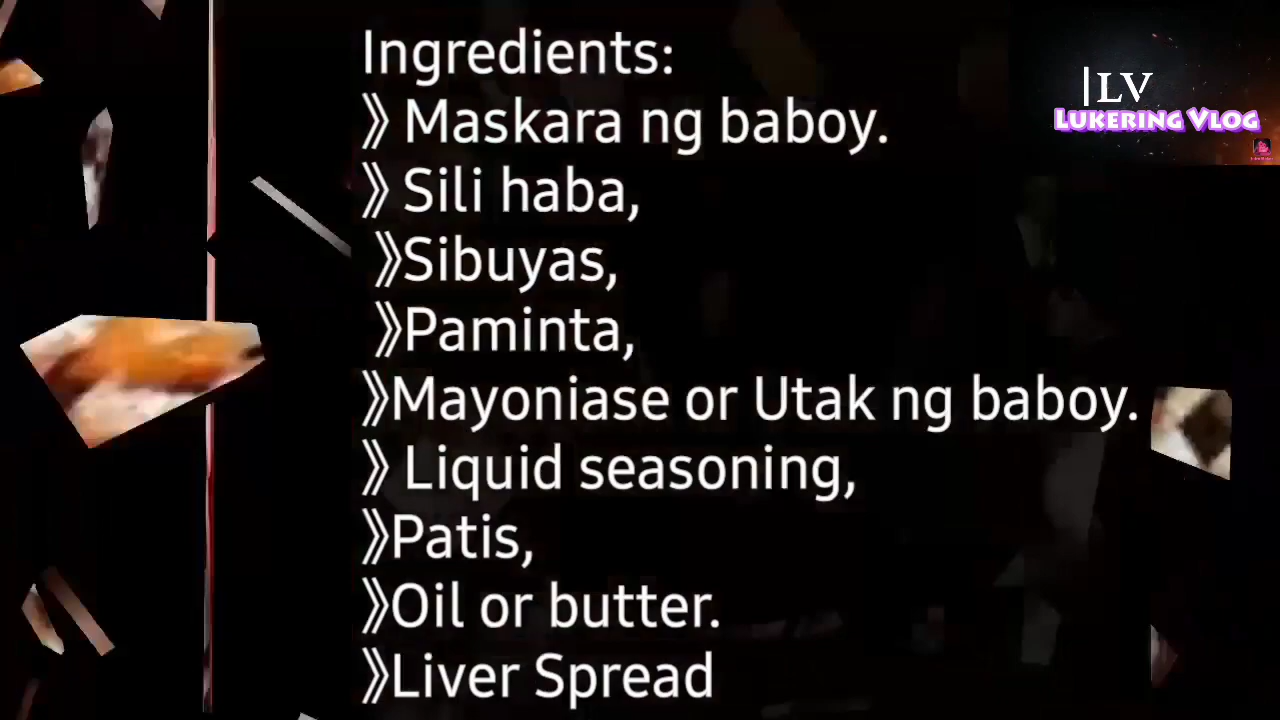 Ingredients:
》Maskara ng baboy.
》Sili haba,
》Sibuyas,
》Paminta,
》Mayoniase or Utak ng baboy.
》Liquid seasoning,
》Patis,
》Oil or butter.
》Liver Spread
|LV
LUKERING VLOG